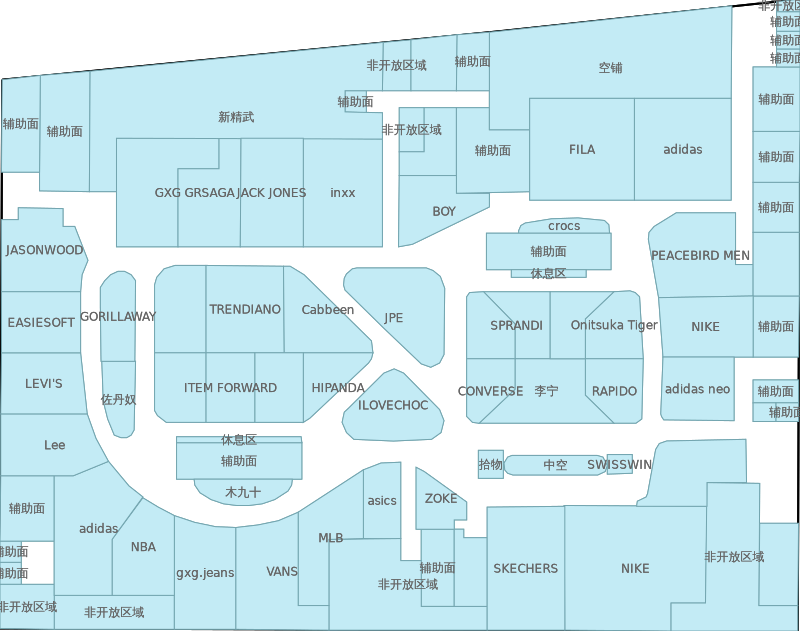 非开放区
辅助面
辅助面
辅助面
辅助面
非开放区域
空铺
辅助面
辅助面
新精武
辅助面
辅助面
非开放区域
辅助面
FILA
adidas
辅助面
GXG GRSAGA
JACK JONES
inxx
BOY
辅助面
crocs
JASONWOOD
辅助面
PEACEBIRD MEN
休息区
GORILLAWAY
TRENDIANO
Cabbeen
JPE
EASIESOFT
SPRANDI
Onitsuka Tiger
NIKE
辅助面
LEVI'S
佐丹奴
ITEM FORWARD
HIPANDA
ILOVECHOC
CONVERSE
李宁
RAPIDO
adidas neo
辅助面
辅助面
Lee
休息区
辅助面
拾物
中空
SWISSWIN
木九十
辅助面
asics
ZOKE
adidas
NBA
MLB
辅助面
辅助面
gxg.jeans
VANS
辅助面
SKECHERS
NIKE
非开放区域
非开放区域
非开放区域
非开放区域